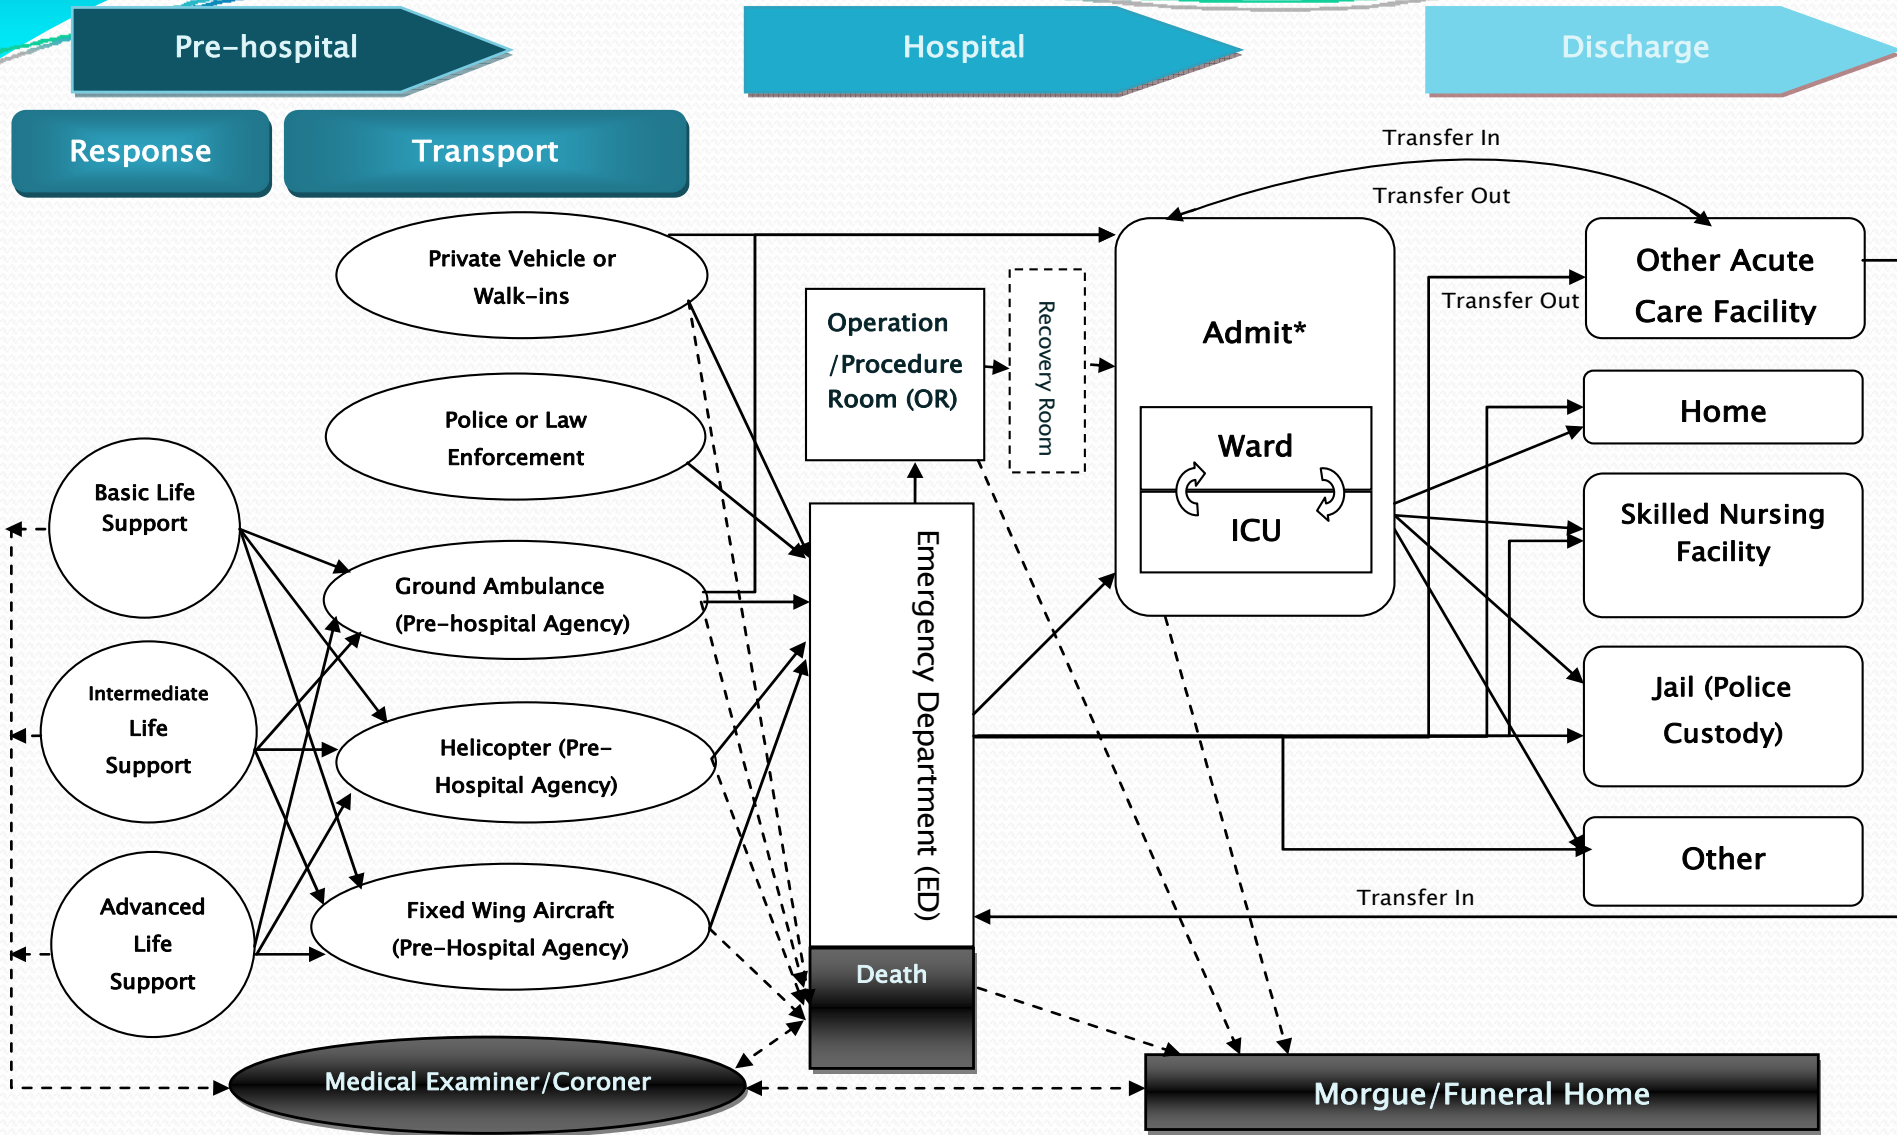 Pre-hospital
Hospital
Discharge
Response
Transport
Transfer In
Transfer Out
Private Vehicle or
Walk-ins
Police or Law
Enforcement
Basic Life
Support
Ground Ambulance
(Pre-hospital Agency)
Intermediate
Life
Support
Helicopter (Pre-
Hospital Agency)
Advanced
Life
Support
Fixed Wing Aircraft
(Pre-Hospital Agency)
Operation
/Procedure
Room (OR)
Recovery Room
Emergency Department (ED)
Death
Admit*
Ward
ICU
Transfer Out
Other Acute
Care Facility
Home
Skilled Nursing
Facility
Jail (Police
Custody)
Other
Transfer In
Medical Examiner/Coroner
Morgue/Funeral Home